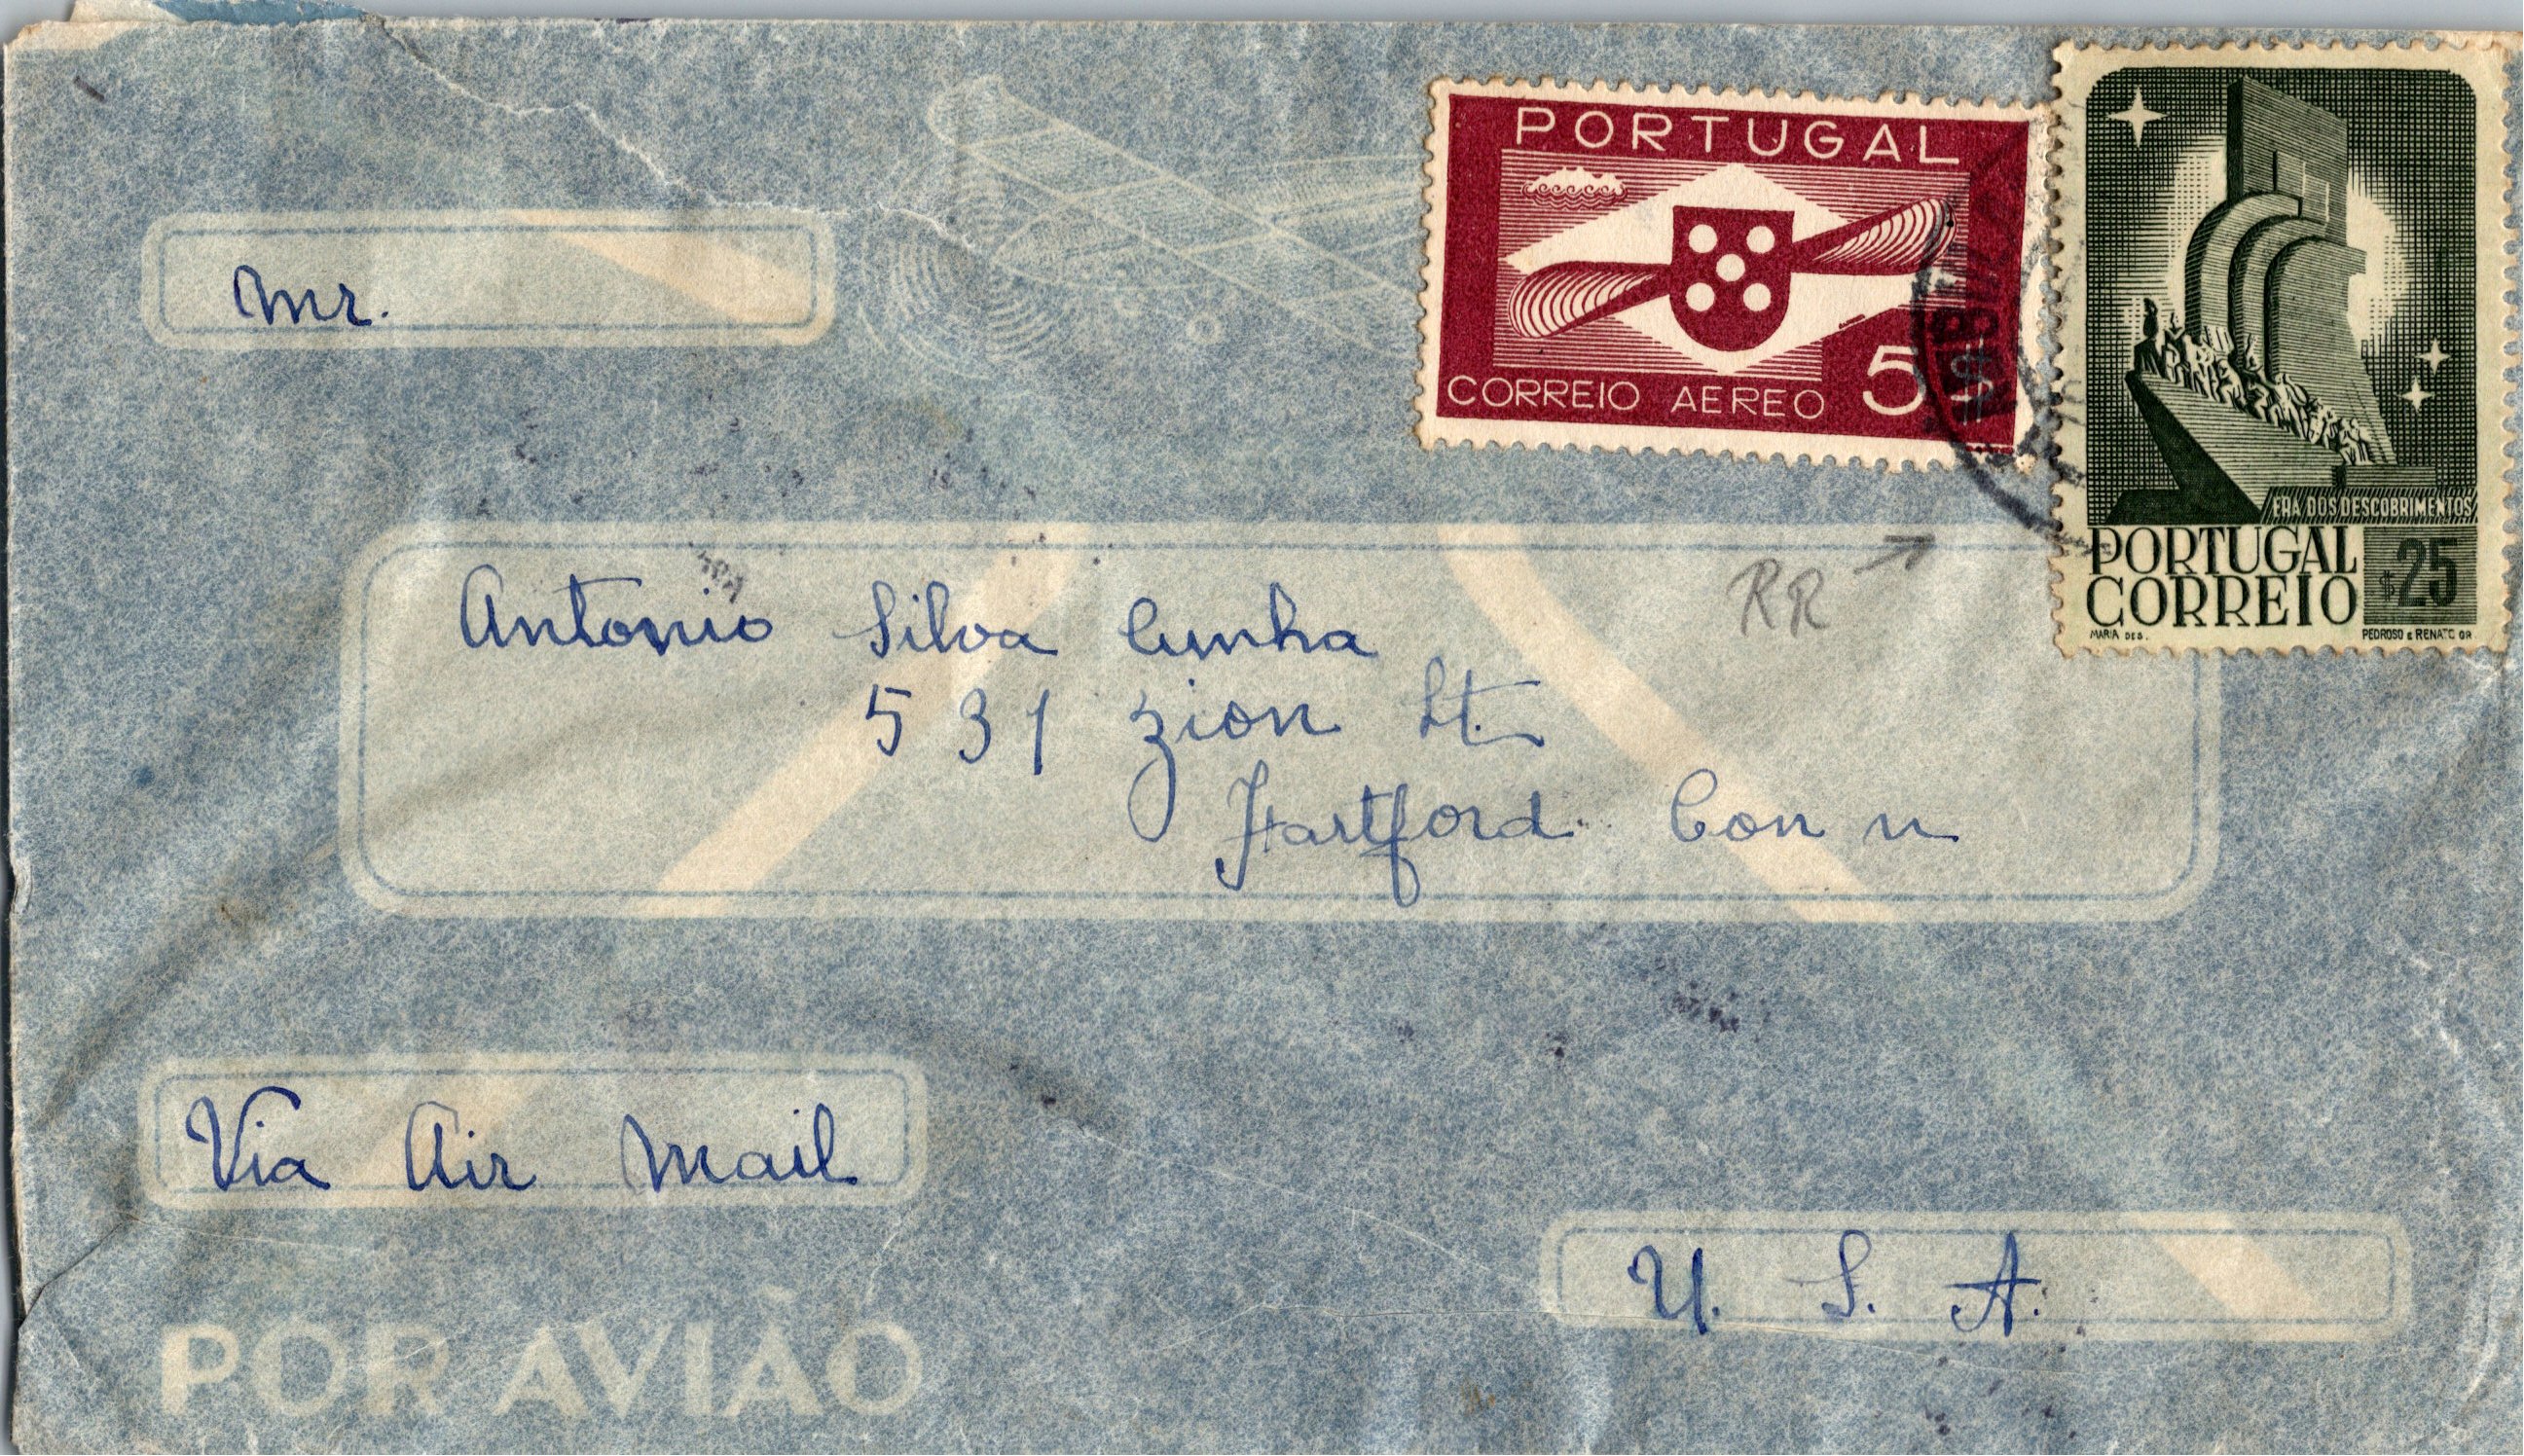 PORTUGAL
CORREIO AEREO 5$
ERA DOS DESCOBRIMENTOS
PORTUGAL
CORREIO $25
MARIA DES. PEDROSO E RENATO GR
Mr.
RR
Antonio Silva Cunha
531 Zion St.
Hartford Conn
Via Air Mail
U. S. A.
POR AVIÃO